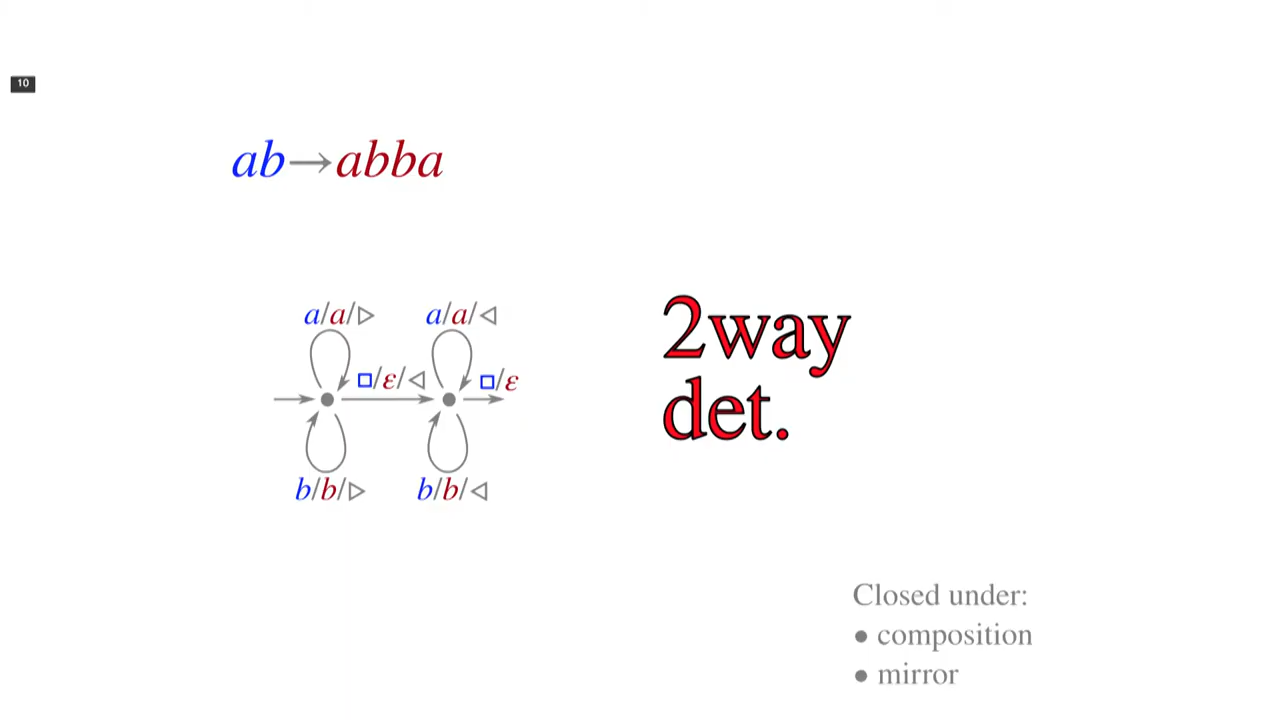 10
ab→abba
a/a/▷ a/a/◁
□/ε/◁ □/ε
b/b/▷ b/b/◁
2way
det.
Closed under:
● composition
● mirror